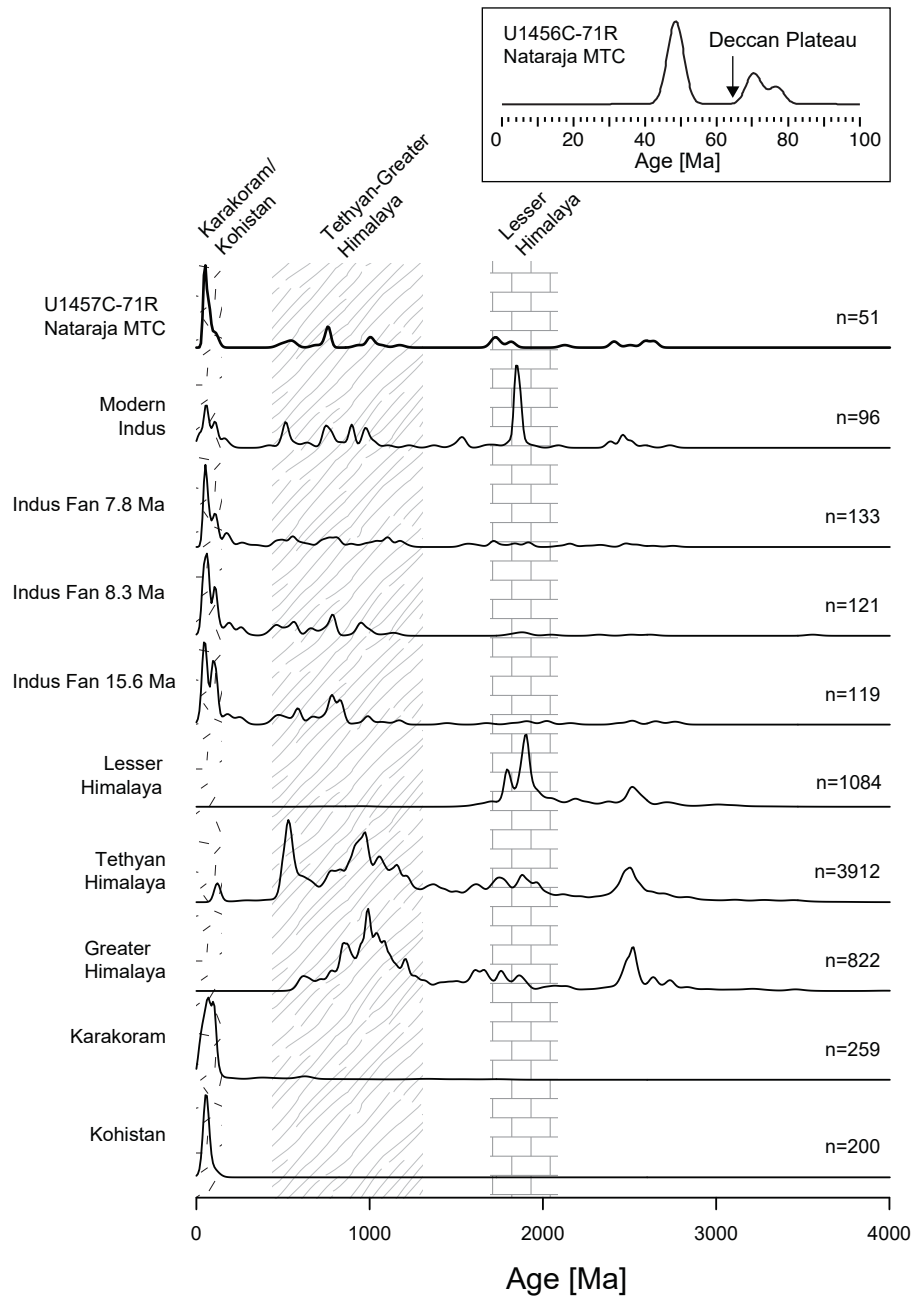 U1456C-71R
Nataraja MTC
Deccan Plateau
0 20 40 60 80 100
Age [Ma]
Karakoram/
Kohistan
Tethyan-Greater
Himalaya
Lesser
Himalaya
U1457C-71R
Nataraja MTC
n=51
Modern
Indus
n=96
Indus Fan 7.8 Ma
n=133
Indus Fan 8.3 Ma
n=121
Indus Fan 15.6 Ma
n=119
Lesser
Himalaya
n=1084
Tethyan
Himalaya
n=3912
Greater
Himalaya
n=822
Karakoram
n=259
Kohistan
n=200
0 1000 2000 3000 4000
Age [Ma]